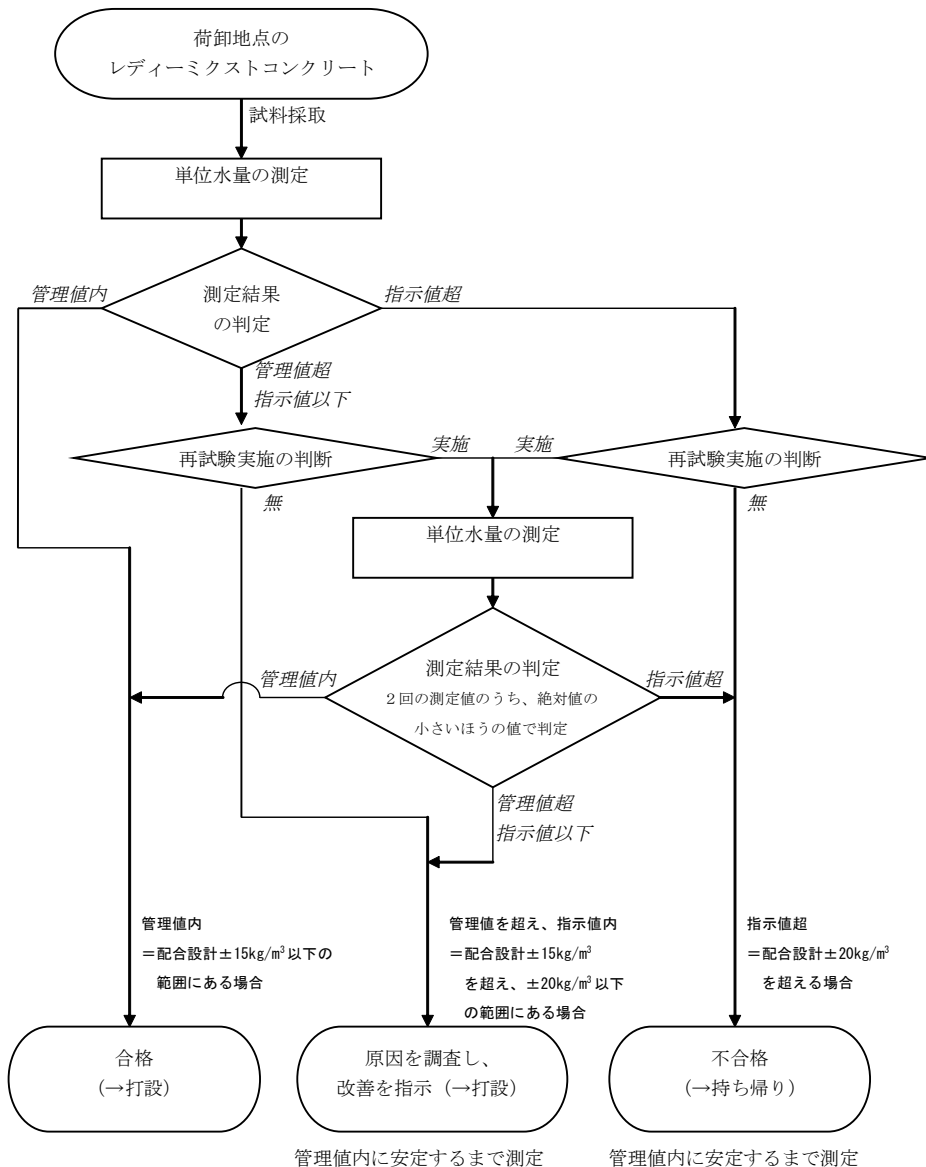 荷卸地点の
レディーミクストコンクリート
試料採取
単位水量の測定
管理値内
測定結果
の判定
指示値超
管理値超
指示値以下
再試験実施の判断
実施
実施
再試験実施の判断
無
無
単位水量の測定
管理値内
測定結果の判定
2回の測定値のうち、絶対値の
小さいほうの値で判定
指示値超
管理値超
指示値以下
管理値内
=配合設計±15kg/m³以下の
範囲にある場合
管理値を超え、指示値内
=配合設計±15kg/m³
を超え、±20kg/m³以下
の範囲にある場合
指示値超
=配合設計±20kg/m³
を超える場合
合格
(→打設)
原因を調査し、
改善を指示(→打設)
不合格
(→持ち帰り)
管理値内に安定するまで測定
管理値内に安定するまで測定